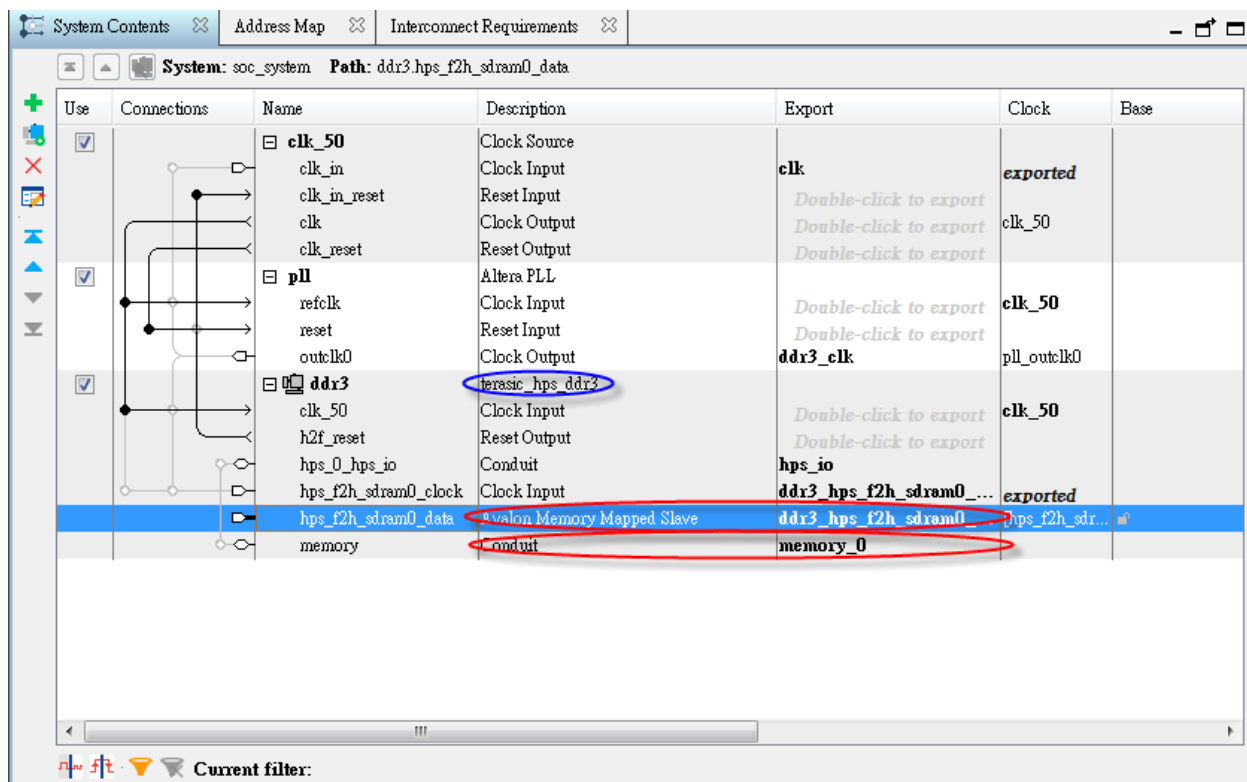 System Contents Address Map Interconnect Requirements
System: soc_system Path: ddr3.hps_f2h_sdram0_data
Use Connections Name Description Export Clock Base
clk_50 Clock Source
clk_in Clock Input clk exported
clk_in_reset Reset Input Double-click to export
clk Clock Output Double-click to export clk_50
clk_reset Reset Output Double-click to export
pll Altera PLL
refclk Clock Input Double-click to export clk_50
reset Reset Input Double-click to export
outclk0 Clock Output ddr3_clk pll_outclk0
ddr3 terasic_hps_ddr3
clk_50 Clock Input Double-click to export clk_50
h2f_reset Reset Output Double-click to export
hps_0_hps_io Conduit hps_io
hps_f2h_sdram0_clock Clock Input ddr3_hps_f2h_sdram0_... exported
hps_f2h_sdram0_data Avalon Memory Mapped Slave ddr3_hps_f2h_sdram0_... [hps_f2h_sdr...
memory Conduit memory_0
Current filter: